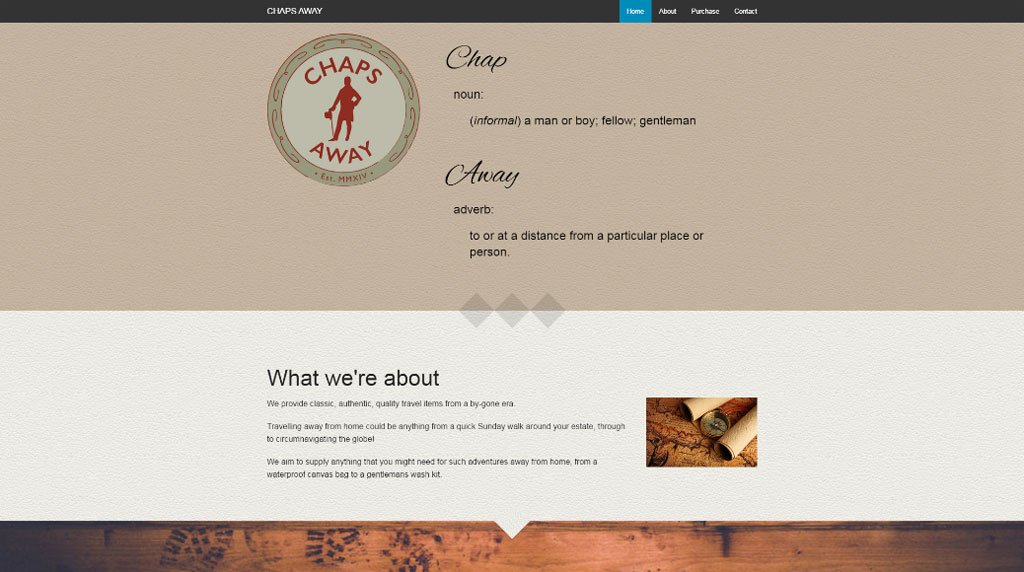 CHAPS AWAY
Home About Purchase Contact
CHAPS
AWAY
• Est. MMXIV •
Chap
noun:
(informal) a man or boy; fellow; gentleman
Away
adverb:
to or at a distance from a particular place or
person.
What we're about
We provide classic, authentic, quality travel items from a by-gone era.
Travelling away from home could be anything from a quick Sunday walk around your estate, through
to circumnavigating the globe!
We aim to supply anything that you might need for such adventures away from home, from a
waterproof canvas bag to a gentlemans wash kit.